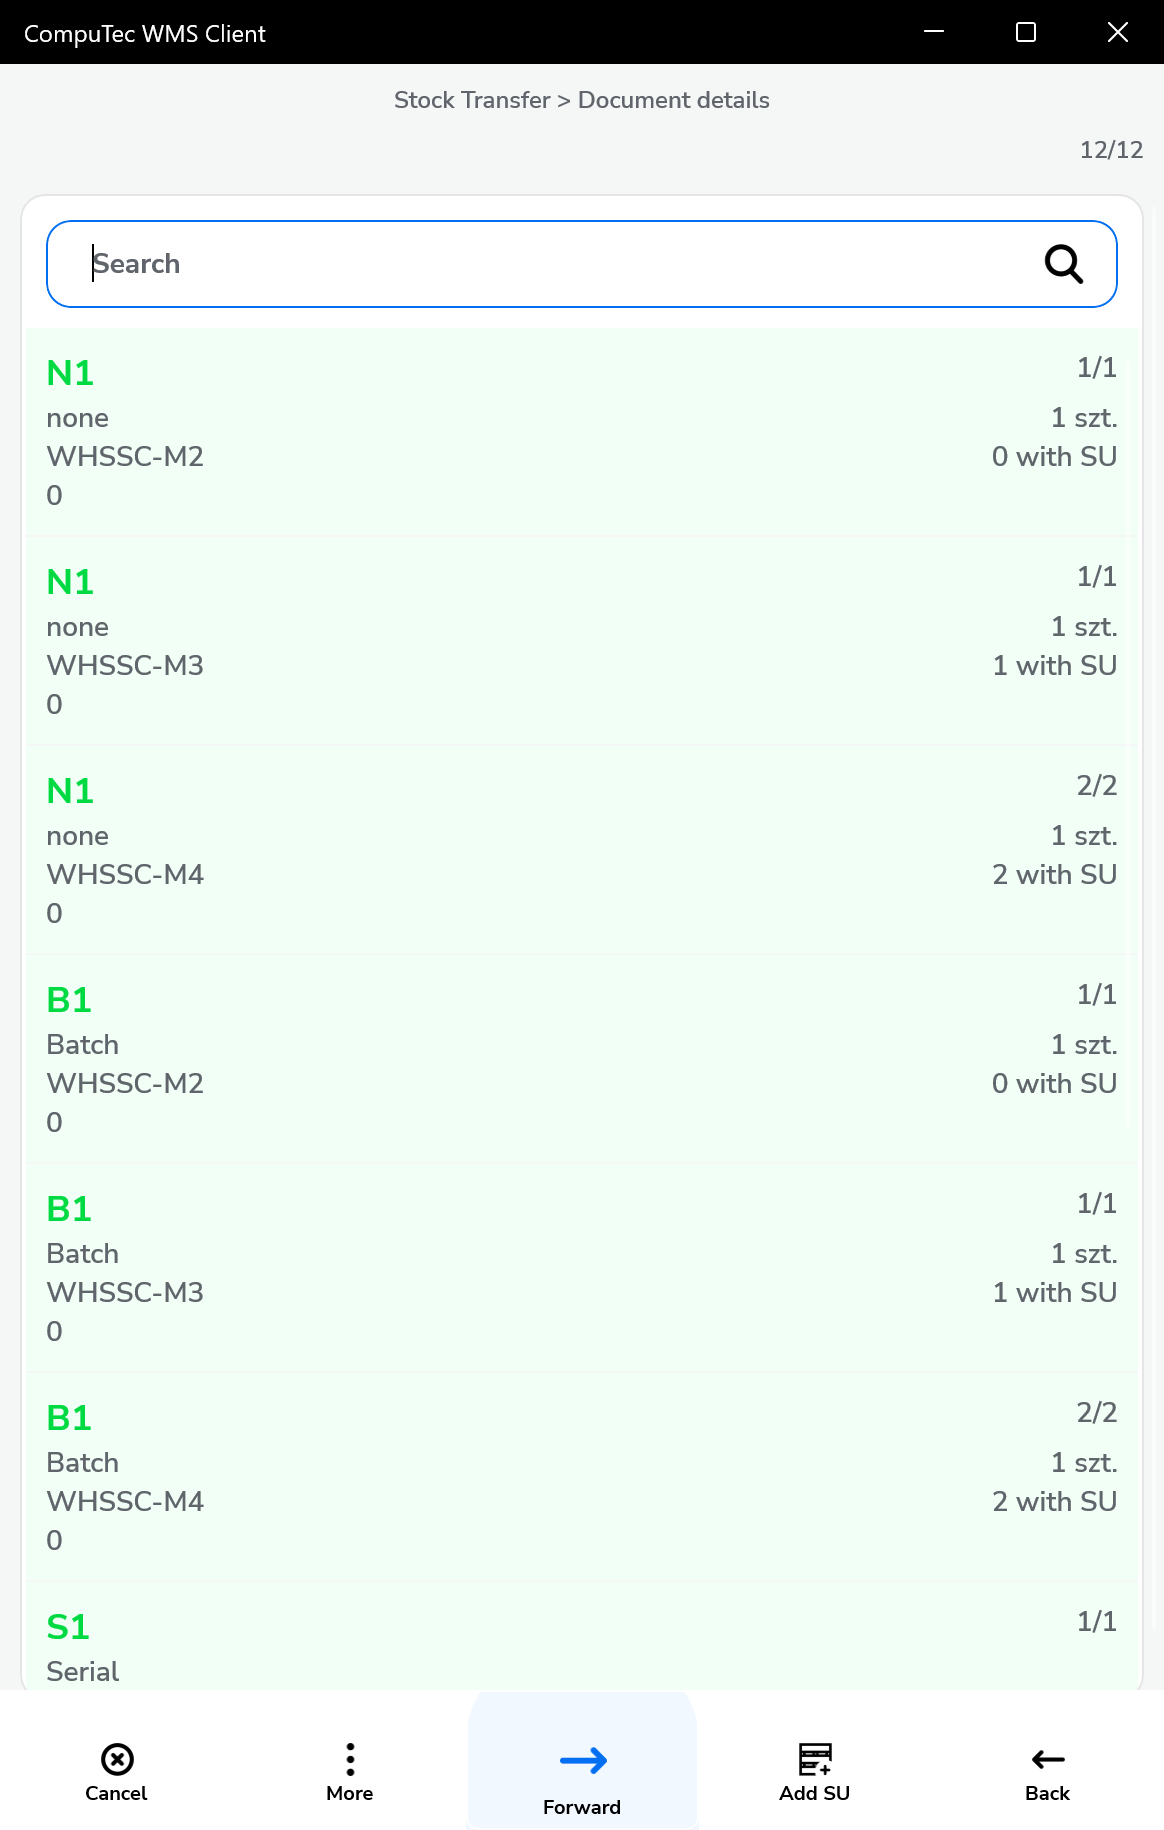 CompuTec WMS Client
Stock Transfer > Document details
12/12
Search
N1 1/1
none 1 szt.
WHSSC-M2 0 with SU
0
N1 1/1
none 1 szt.
WHSSC-M3 1 with SU
0
N1 2/2
none 1 szt.
WHSSC-M4 2 with SU
0
B1 1/1
Batch 1 szt.
WHSSC-M2 0 with SU
0
B1 1/1
Batch 1 szt.
WHSSC-M3 1 with SU
0
B1 2/2
Batch 1 szt.
WHSSC-M4 2 with SU
0
S1 1/1
Serial
Cancel More Forward Add SU Back